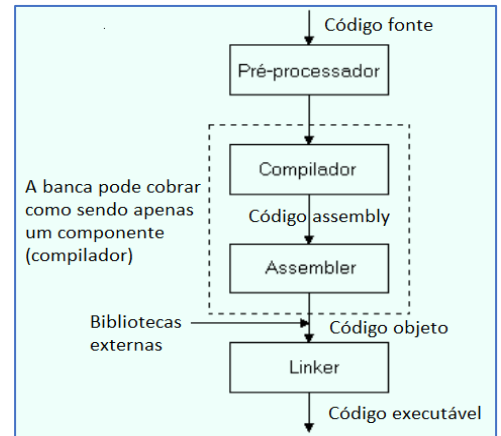 Código fonte
Pré-processador
Compilador
A banca pode cobrar
como sendo apenas
um componente
(compilador)
Código assembly
Assembler
Bibliotecas
externas
Código objeto
Linker
Código executável